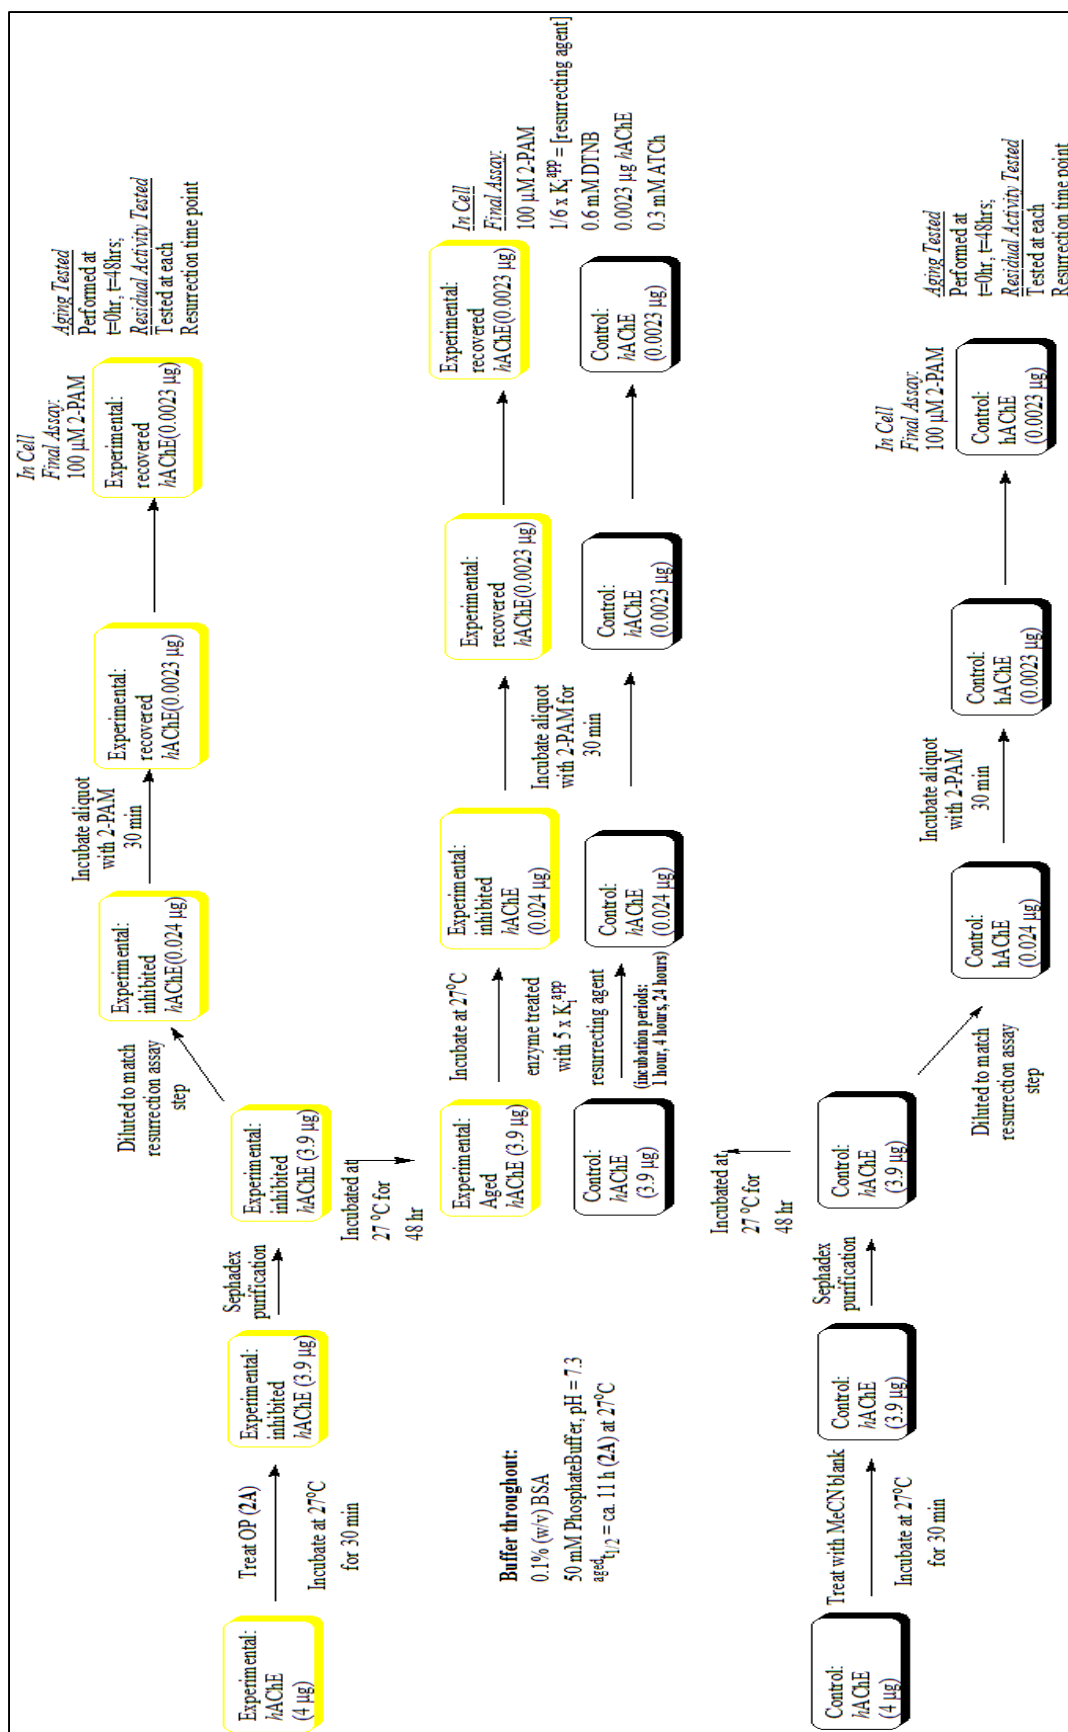 Experimental:
hAChE
(4 µg)
Treat OP (2A)
Incubate at 27⁰C
for 30 min
Experimental:
inhibited
hAChE (3.9 µg)
Sephadex
purification
Experimental:
inhibited
hAChE (3.9 µg)
Diluted to match
resurrection assay
step
Experimental:
inhibited
hAChE(0.024 µg)
Incubate aliquot
with 2-PAM
30 min
Experimental:
recovered
hAChE(0.0023 µg)
In Cell
Final Assay:
100 µM 2-PAM
Experimental:
recovered
hAChE(0.0023 µg)
Aging Tested
Performed at
t=0hr, t=48hrs;
Residual Activity Tested
Tested at each
Resurrection time point
Incubated at
27 ⁰C for
48 hr
Experimental:
Aged
hAChE (3.9 µg)
Incubate at 27⁰C
enzyme treated
with 5 x Kᵢᵃᵖᵖ
resurrecting agent
(incubation periods:
1 hour, 4 hours, 24 hours)
Experimental:
inhibited
hAChE
(0.024 µg)
Incubate aliquot
with 2-PAM for
30 min
Experimental:
recovered
hAChE(0.0023 µg)
Experimental:
recovered
hAChE(0.0023 µg)
In Cell
Final Assay:
100 µM 2-PAM
1/6 x Kᵢᵃᵖᵖ = [resurrecting agent]
0.6 mM DTNB
0.0023 µg hAChE
0.3 mM ATCh
Control:
hAChE
(3.9 µg)
Control:
hAChE
(0.024 µg)
Control:
hAChE
(0.0023 µg)
Control:
hAChE
(0.0023 µg)
Buffer throughout:
0.1% (w/v) BSA
50 mM PhosphateBuffer, pH = 7.3
ᵃᵍᵉᵈt₁/₂ = ca. 11 h (2A) at 27⁰C
Incubated at
27 ⁰C for
48 hr
Control:
hAChE
(4 µg)
Treat with MeCN blank
Incubate at 27⁰C
for 30 min
Control:
hAChE
(3.9 µg)
Sephadex
purification
Control:
hAChE
(3.9 µg)
Diluted to match
resurrection assay
step
Control:
hAChE
(0.024 µg)
Incubate aliquot
with 2-PAM
30 min
Control:
hAChE
(0.0023 µg)
In Cell
Final Assay:
100 µM 2-PAM
Control:
hAChE
(0.0023 µg)
Aging Tested
Performed at
t=0hr, t=48hrs;
Residual Activity Tested
Tested at each
Resurrection time point